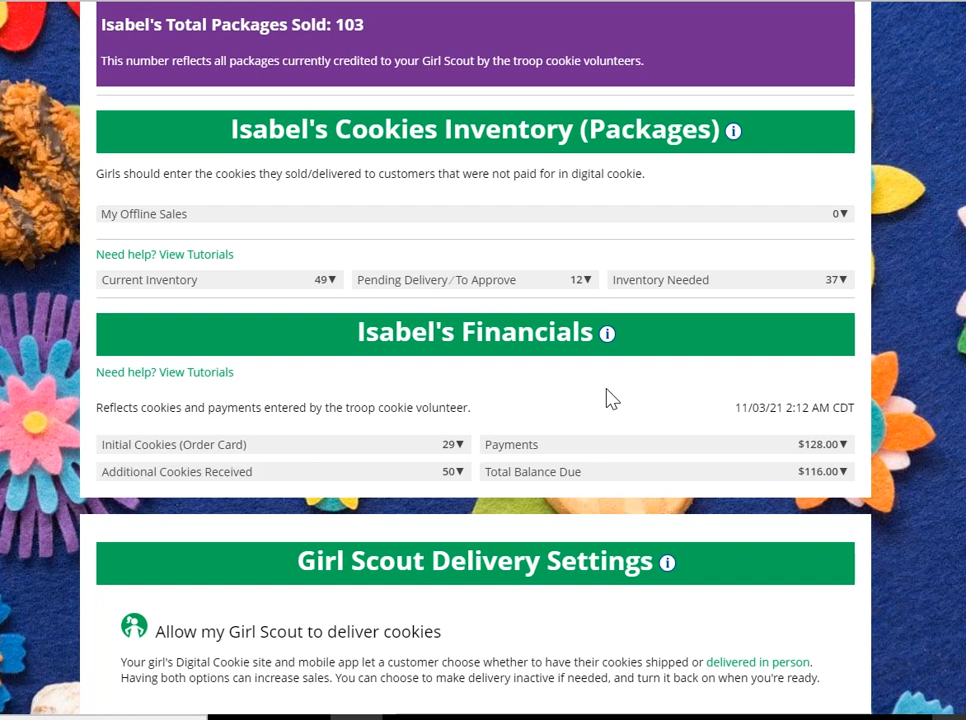 Isabel's Total Packages Sold: 103
This number reflects all packages currently credited to your Girl Scout by the troop cookie volunteers.
Isabel's Cookies Inventory (Packages)
Girls should enter the cookies they sold/delivered to customers that were not paid for in digital cookie.
My Offline Sales 0▼
Need help? View Tutorials
Current Inventory 49▼ Pending Delivery/To Approve 12▼ Inventory Needed 37▼
Isabel's Financials
Need help? View Tutorials
Reflects cookies and payments entered by the troop cookie volunteer. 11/03/21 2:12 AM CDT
Initial Cookies (Order Card) 29▼ Payments $128.00▼
Additional Cookies Received 50▼ Total Balance Due $116.00▼
Girl Scout Delivery Settings
Allow my Girl Scout to deliver cookies
Your girl's Digital Cookie site and mobile app let a customer choose whether to have their cookies shipped or delivered in person.
Having both options can increase sales. You can choose to make delivery inactive if needed, and turn it back on when you're ready.